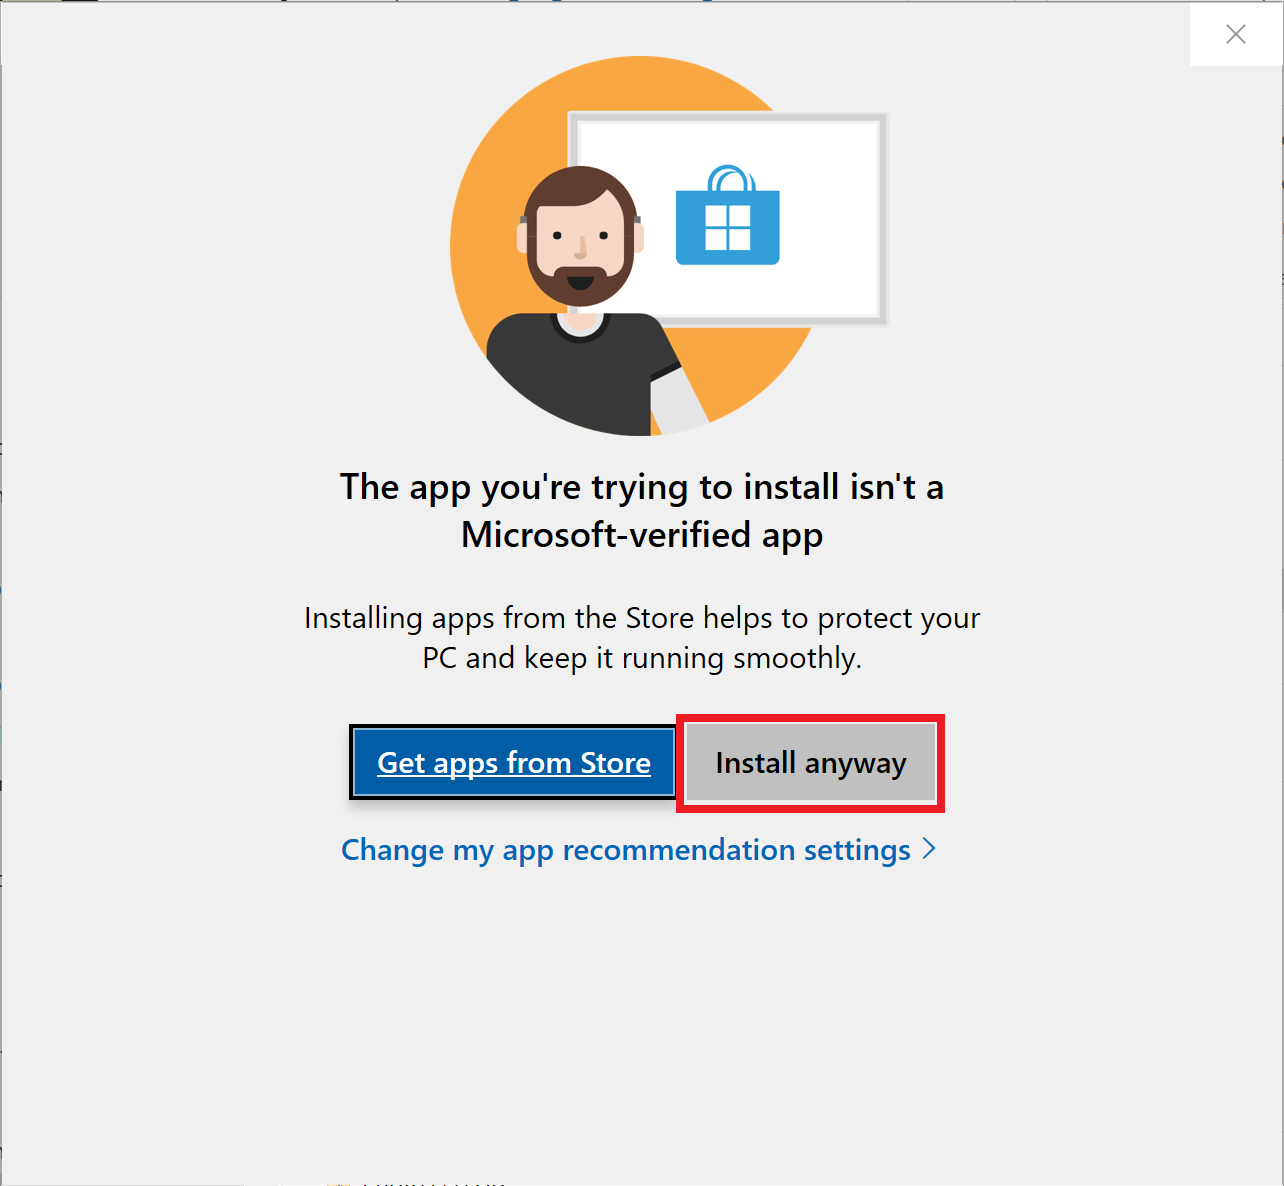 The app you're trying to install isn't a
Microsoft-verified app
Installing apps from the Store helps to protect your
PC and keep it running smoothly.
Get apps from Store
Install anyway
Change my app recommendation settings